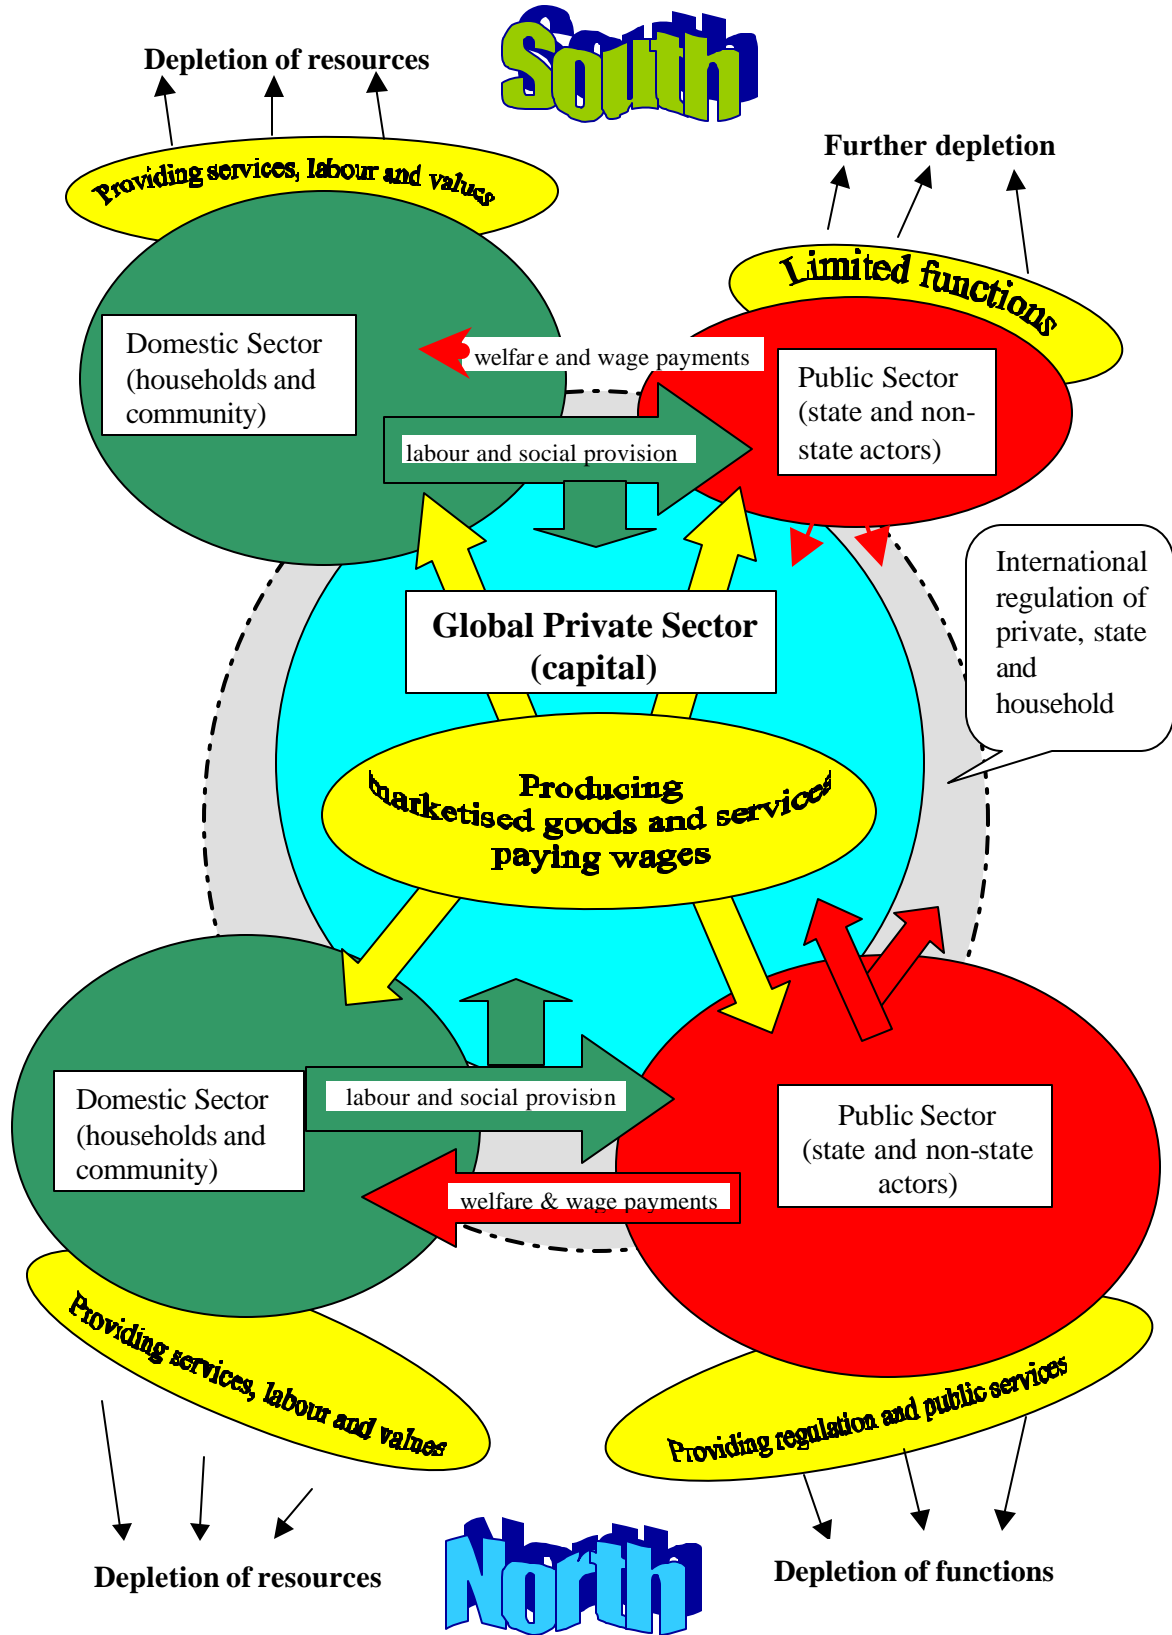 South
Depletion of resources
Further depletion
Providing services, labour and values
Limited functions
Domestic Sector
(households and
community)
welfare and wage payments
Public Sector
(state and non-
state actors)
labour and social provision
International
regulation of
private, state
and
household
Global Private Sector
(capital)
Producing
marketised goods and services
paying wages
Domestic Sector
(households and
community)
labour and social provision
Public Sector
(state and non-state
actors)
welfare & wage payments
Providing services, labour and values
Providing regulation and public services
Depletion of resources
Depletion of functions
North